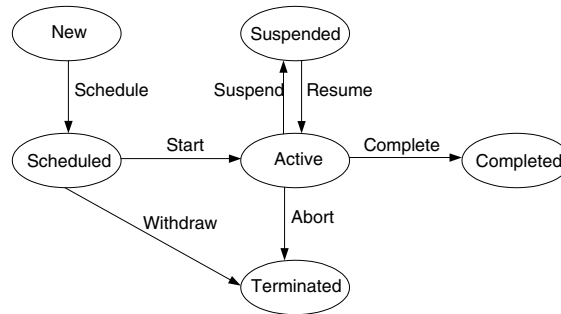 New
Suspended
Schedule
Suspend
Resume
Scheduled
Start
Active
Complete
Completed
Withdraw
Abort
Terminated